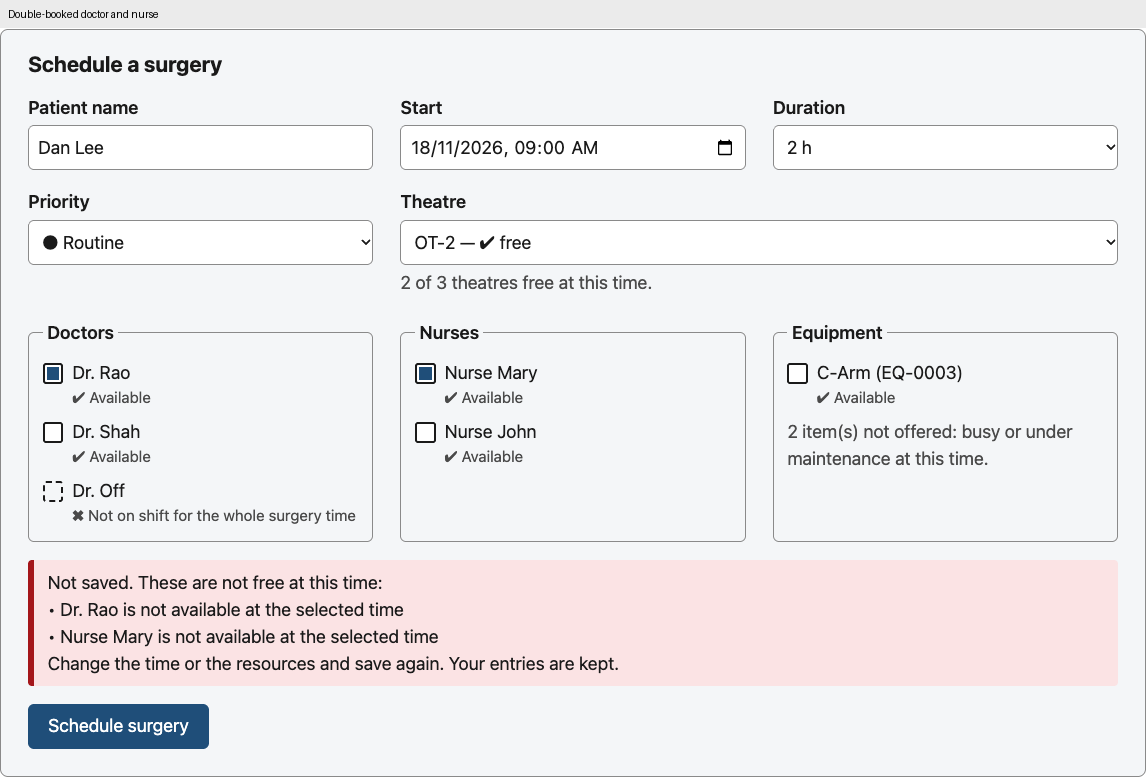 Double-booked doctor and nurse
Schedule a surgery
Patient name
Dan Lee
Start
18/11/2026, 09:00 AM
Duration
2 h
Priority
● Routine
Theatre
OT-2 — ✔ free
2 of 3 theatres free at this time.
Doctors
Dr. Rao
✔ Available
Dr. Shah
✔ Available
Dr. Off
✖ Not on shift for the whole surgery time
Nurses
Nurse Mary
✔ Available
Nurse John
✔ Available
Equipment
C-Arm (EQ-0003)
✔ Available
2 item(s) not offered: busy or under
maintenance at this time.
Not saved. These are not free at this time:
• Dr. Rao is not available at the selected time
• Nurse Mary is not available at the selected time
Change the time or the resources and save again. Your entries are kept.
Schedule surgery